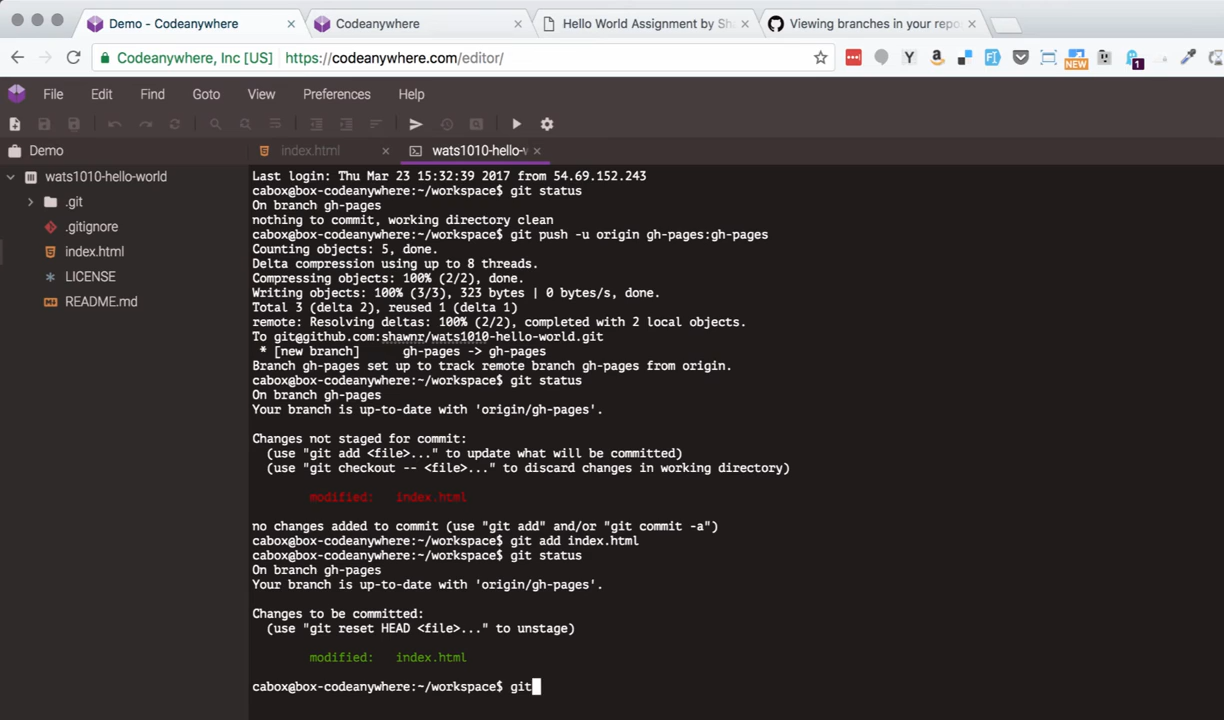 Demo - Codeanywhere
Codeanywhere
Hello World Assignment by Sha
Viewing branches in your repo
Codeanywhere, Inc [US]
https://codeanywhere.com/editor/
Y
a
FI
NEW
1
File Edit Find Goto View Preferences Help
Demo
index.html
wats1010-hello-w
wats1010-hello-world
.git
.gitignore
index.html
LICENSE
README.md
Last login: Thu Mar 23 15:32:39 2017 from 54.69.152.243
cabox@box-codeanywhere:~/workspace$ git status
On branch gh-pages
nothing to commit, working directory clean
cabox@box-codeanywhere:~/workspace$ git push -u origin gh-pages:gh-pages
Counting objects: 5, done.
Delta compression using up to 8 threads.
Compressing objects: 100% (2/2), done.
Writing objects: 100% (3/3), 323 bytes | 0 bytes/s, done.
Total 3 (delta 2), reused 1 (delta 1)
remote: Resolving deltas: 100% (2/2), completed with 2 local objects.
To git@github.com:shawnr/wats1010-hello-world.git
* [new branch] gh-pages -> gh-pages
Branch gh-pages set up to track remote branch gh-pages from origin.
cabox@box-codeanywhere:~/workspace$ git status
On branch gh-pages
Your branch is up-to-date with 'origin/gh-pages'.
Changes not staged for commit:
(use "git add <file>..." to update what will be committed)
(use "git checkout -- <file>..." to discard changes in working directory)
modified: index.html
no changes added to commit (use "git add" and/or "git commit -a")
cabox@box-codeanywhere:~/workspace$ git add index.html
cabox@box-codeanywhere:~/workspace$ git status
On branch gh-pages
Your branch is up-to-date with 'origin/gh-pages'.
Changes to be committed:
(use "git reset HEAD <file>..." to unstage)
modified: index.html
cabox@box-codeanywhere:~/workspace$ git